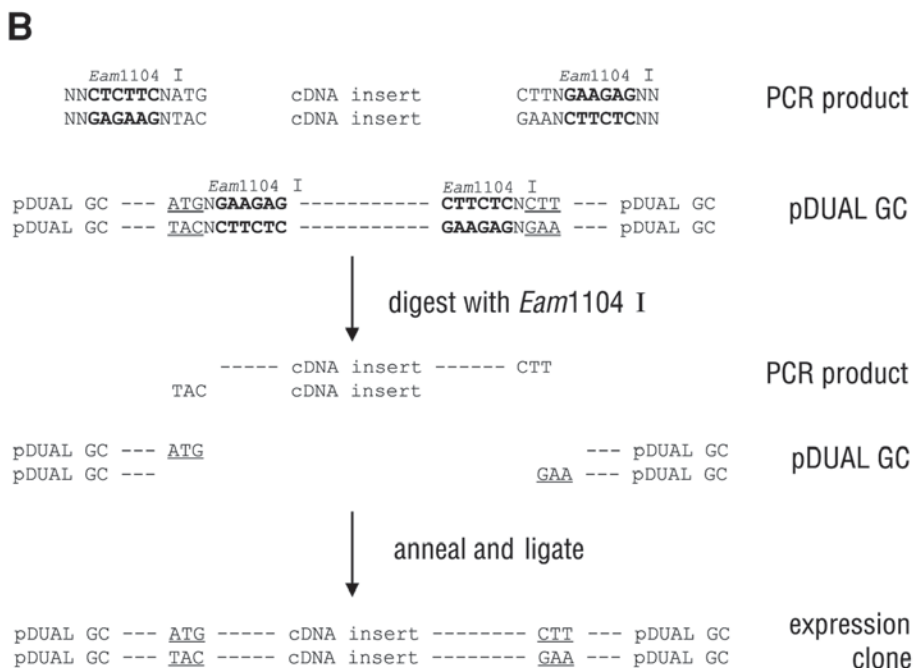 B
Eam1104 I Eam1104 I
NNCTCTTCNATG cDNA insert CTTNGAAGAGNN PCR product
NNGAGAAGNTAC cDNA insert GAANCTTCTCNN
Eam1104 I Eam1104 I
pDUAL GC --- ATGNGAAGAG ----------- CTTCTCNCTT --- pDUAL GC pDUAL GC
pDUAL GC --- TACNCTTCTC ----------- GAAGAGNGAA --- pDUAL GC
digest with Eam1104 I
----- cDNA insert ------ CTT PCR product
TAC cDNA insert
pDUAL GC --- ATG --- pDUAL GC pDUAL GC
pDUAL GC --- GAA --- pDUAL GC
anneal and ligate
pDUAL GC --- ATG ----- cDNA insert -------- CTT --- pDUAL GC expression
pDUAL GC --- TAC ----- cDNA insert -------- GAA --- pDUAL GC clone